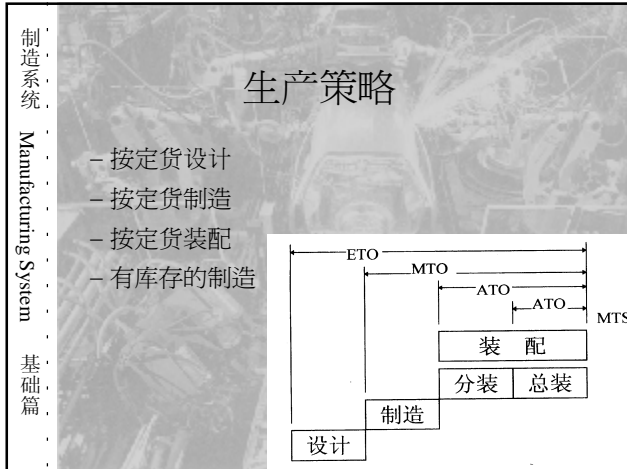 制造系统 Manufacturing System 基础篇
生产策略
– 按定货设计
– 按定货制造
– 按定货装配
– 有库存的制造
ETO
MTO
ATO
ATO
MTS
装 配
分装 总装
制造
设计